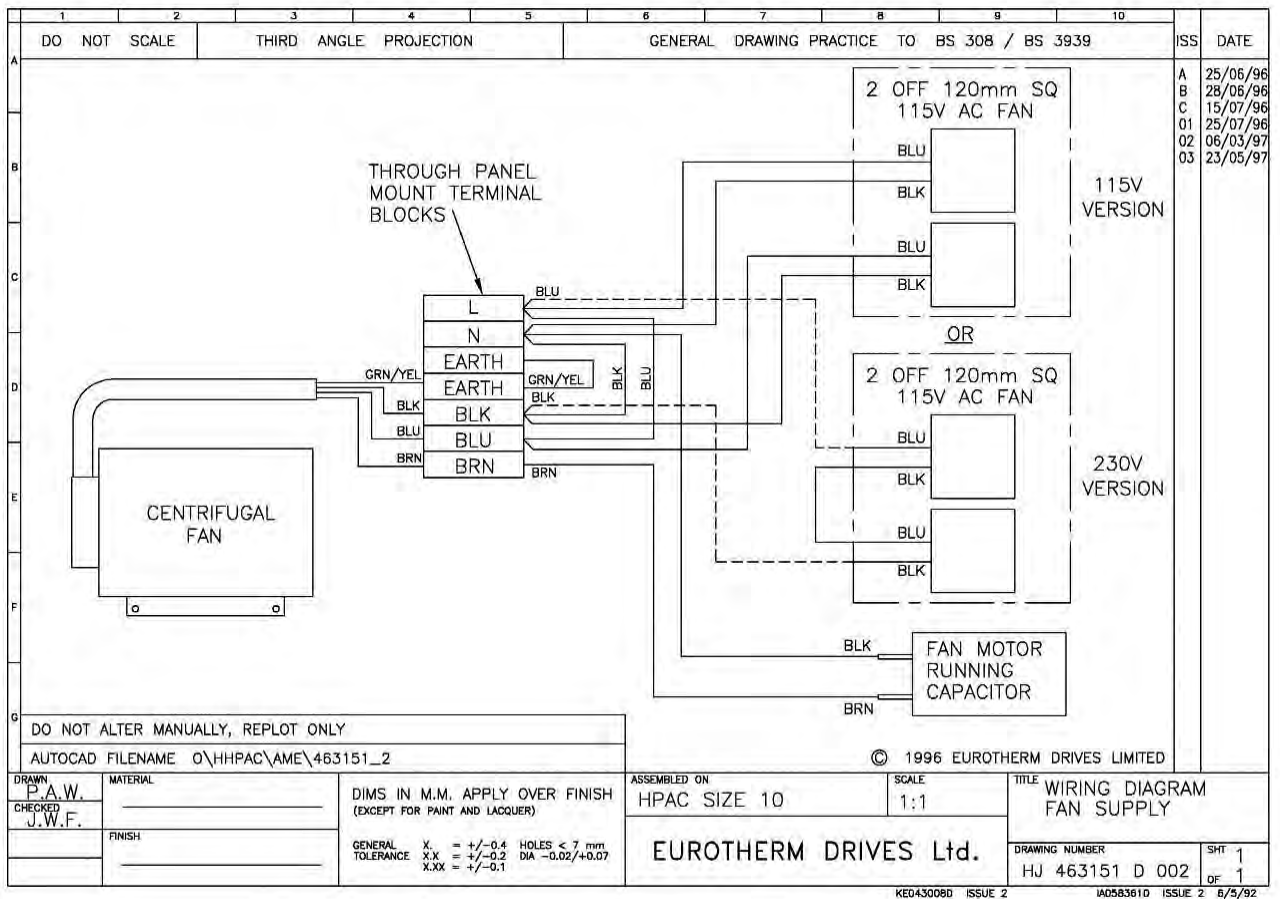 1 2 3 4 5 6 7 8 9 10
DO NOT SCALE THIRD ANGLE PROJECTION GENERAL DRAWING PRACTICE TO BS 308 / BS 3939 ISS DATE
A 25/06/96
B 28/06/96
C 15/07/96
01 25/07/96
02 06/03/97
03 23/05/97
A
B
C
D
E
F
G
2 OFF 120mm SQ
115V AC FAN
BLU
BLK
BLU
BLK
115V
VERSION
OR
2 OFF 120mm SQ
115V AC FAN
BLU
BLK
BLU
BLK
230V
VERSION
THROUGH PANEL
MOUNT TERMINAL
BLOCKS
L
N
EARTH
EARTH
BLK
BLU
BRN
BLU
GRN/YEL
BLK
BRN
BLK
BLU
GRN/YEL
BLK
BLU
BRN
CENTRIFUGAL
FAN
BLK
BRN
FAN MOTOR
RUNNING
CAPACITOR
DO NOT ALTER MANUALLY, REPLOT ONLY
AUTOCAD FILENAME O\HHPAC\AME\463151_2
© 1996 EUROTHERM DRIVES LIMITED
DRAWN
P.A.W.
CHECKED
J.W.F.
MATERIAL
FINISH
DIMS IN M.M. APPLY OVER FINISH
(EXCEPT FOR PAINT AND LACQUER)
GENERAL X. = +/-0.4 HOLES < 7 mm
TOLERANCE X.X = +/-0.2 DIA -0.02/+0.07
X.XX = +/-0.1
ASSEMBLED ON
HPAC SIZE 10
SCALE
1:1
EUROTHERM DRIVES Ltd.
TITLE WIRING DIAGRAM
FAN SUPPLY
DRAWING NUMBER
HJ 463151 D 002
SHT 1
OF 1
KE043008D ISSUE 2 IA058361D ISSUE 2 6/5/92